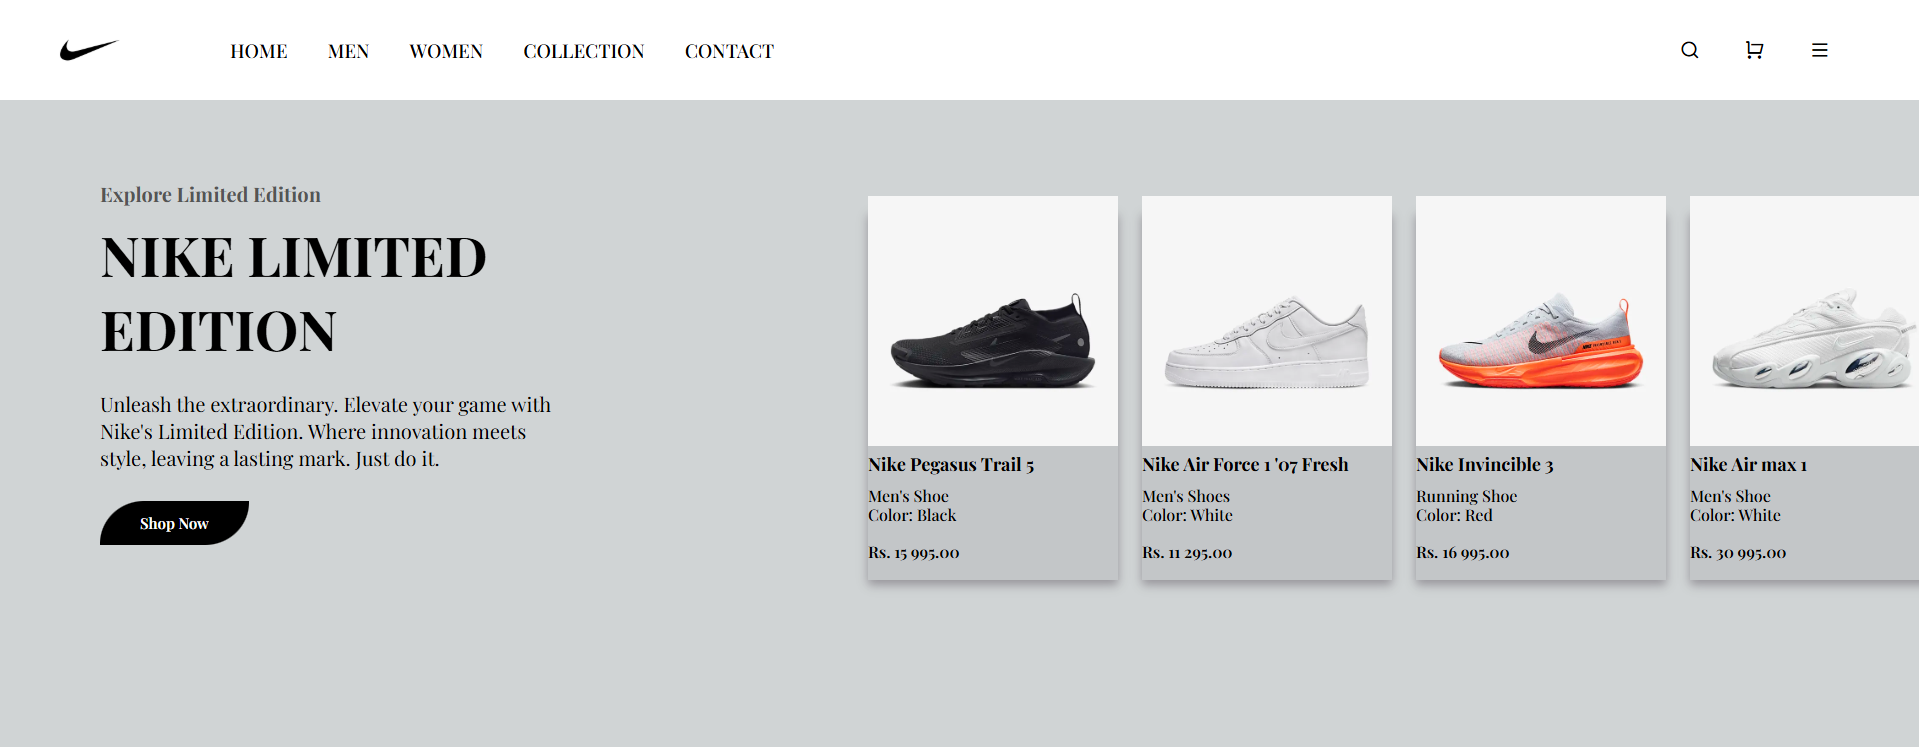 HOME MEN WOMEN COLLECTION CONTACT
Explore Limited Edition
NIKE LIMITED
EDITION
Unleash the extraordinary. Elevate your game with
Nike's Limited Edition. Where innovation meets
style, leaving a lasting mark. Just do it.
Shop Now
Nike Pegasus Trail 5
Men's Shoe
Color: Black
Rs. 15 995.00
Nike Air Force 1 '07 Fresh
Men's Shoes
Color: White
Rs. 11 295.00
Nike Invincible 3
Running Shoe
Color: Red
Rs. 16 995.00
Nike Air max 1
Men's Shoe
Color: White
Rs. 30 995.00